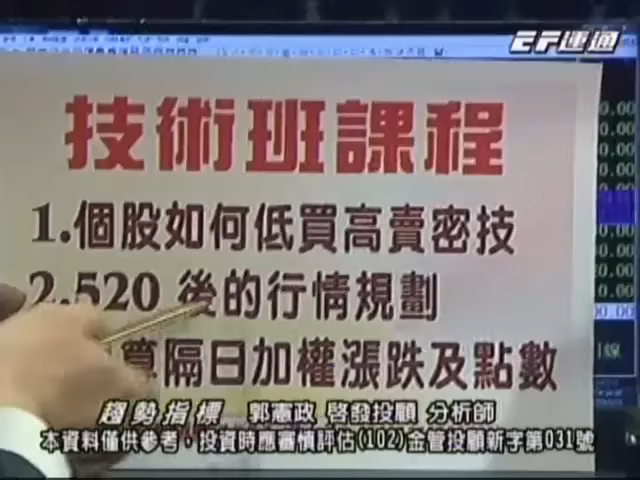 EF運通
技術班課程
1.個股如何低買高賣密技
2.520 後的行情規劃
算隔日加權漲跌及點數
趨勢指標 郭憲政 啓發投顧 分析師
本資料僅供參考，投資時應審慎評估(102)金管投顧新字第031號